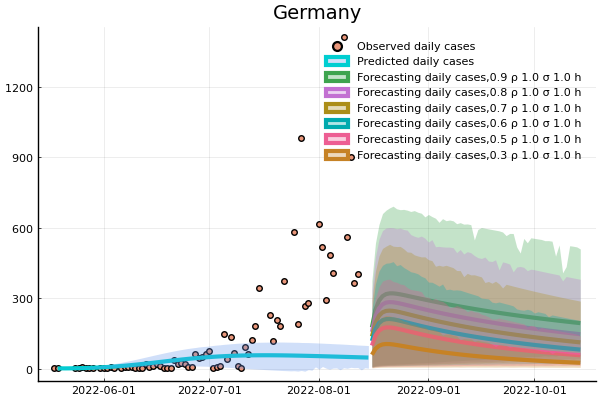 Germany
Observed daily cases
Predicted daily cases
Forecasting daily cases,0.9 ρ 1.0 σ 1.0 h
Forecasting daily cases,0.8 ρ 1.0 σ 1.0 h
Forecasting daily cases,0.7 ρ 1.0 σ 1.0 h
Forecasting daily cases,0.6 ρ 1.0 σ 1.0 h
Forecasting daily cases,0.5 ρ 1.0 σ 1.0 h
Forecasting daily cases,0.3 ρ 1.0 σ 1.0 h
1200
900
600
300
0
2022-06-01 2022-07-01 2022-08-01 2022-09-01 2022-10-01